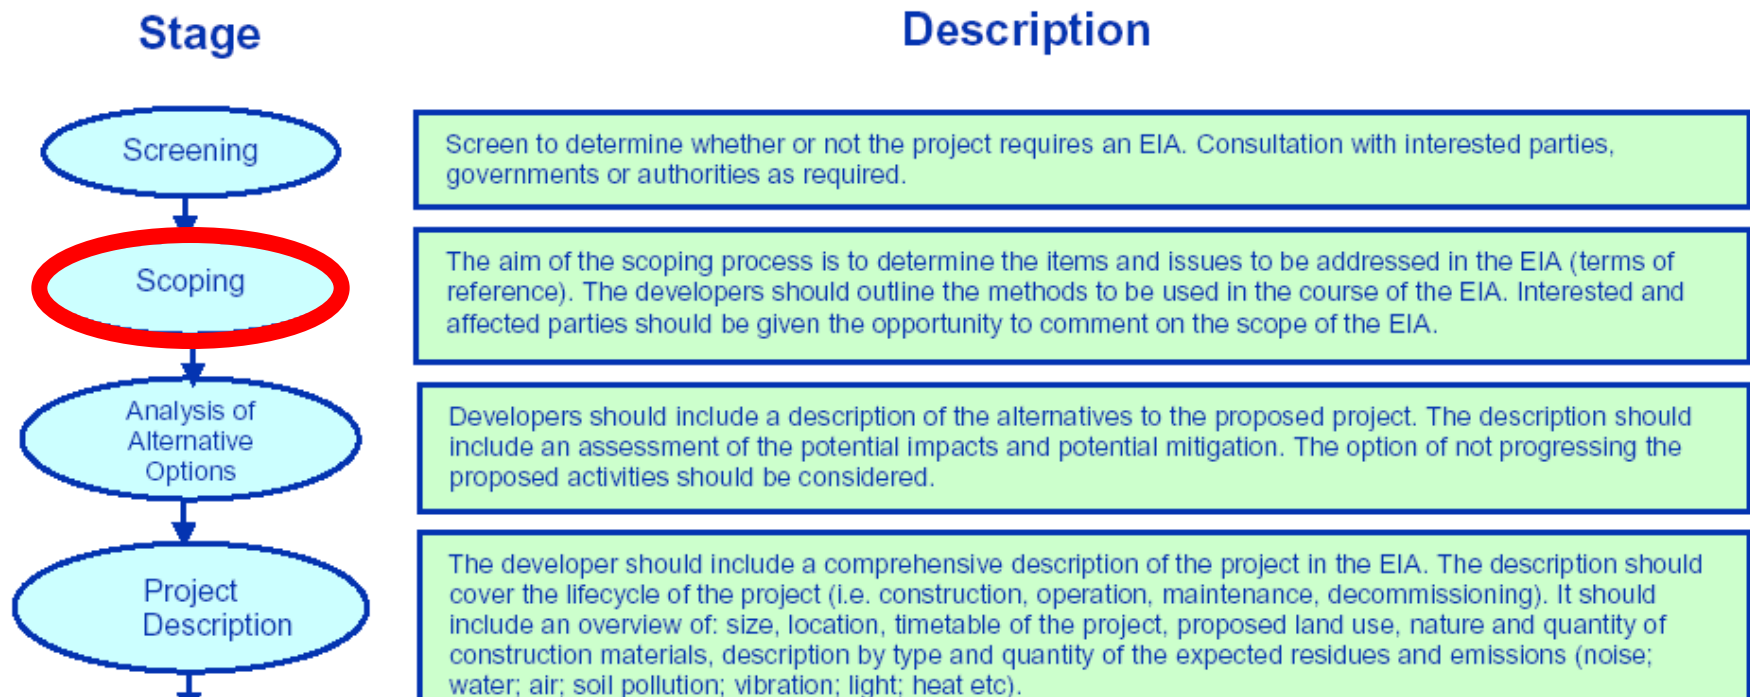 Stage
Description
Screening
Screen to determine whether or not the project requires an EIA. Consultation with interested parties,
governments or authorities as required.
Scoping
The aim of the scoping process is to determine the items and issues to be addressed in the EIA (terms of
reference). The developers should outline the methods to be used in the course of the EIA. Interested and
affected parties should be given the opportunity to comment on the scope of the EIA.
Analysis of
Alternative
Options
Developers should include a description of the alternatives to the proposed project. The description should
include an assessment of the potential impacts and potential mitigation. The option of not progressing the
proposed activities should be considered.
Project
Description
The developer should include a comprehensive description of the project in the EIA. The description should
cover the lifecycle of the project (i.e. construction, operation, maintenance, decommissioning). It should
include an overview of: size, location, timetable of the project, proposed land use, nature and quantity of
construction materials, description by type and quantity of the expected residues and emissions (noise;
water; air; soil pollution; vibration; light; heat etc).